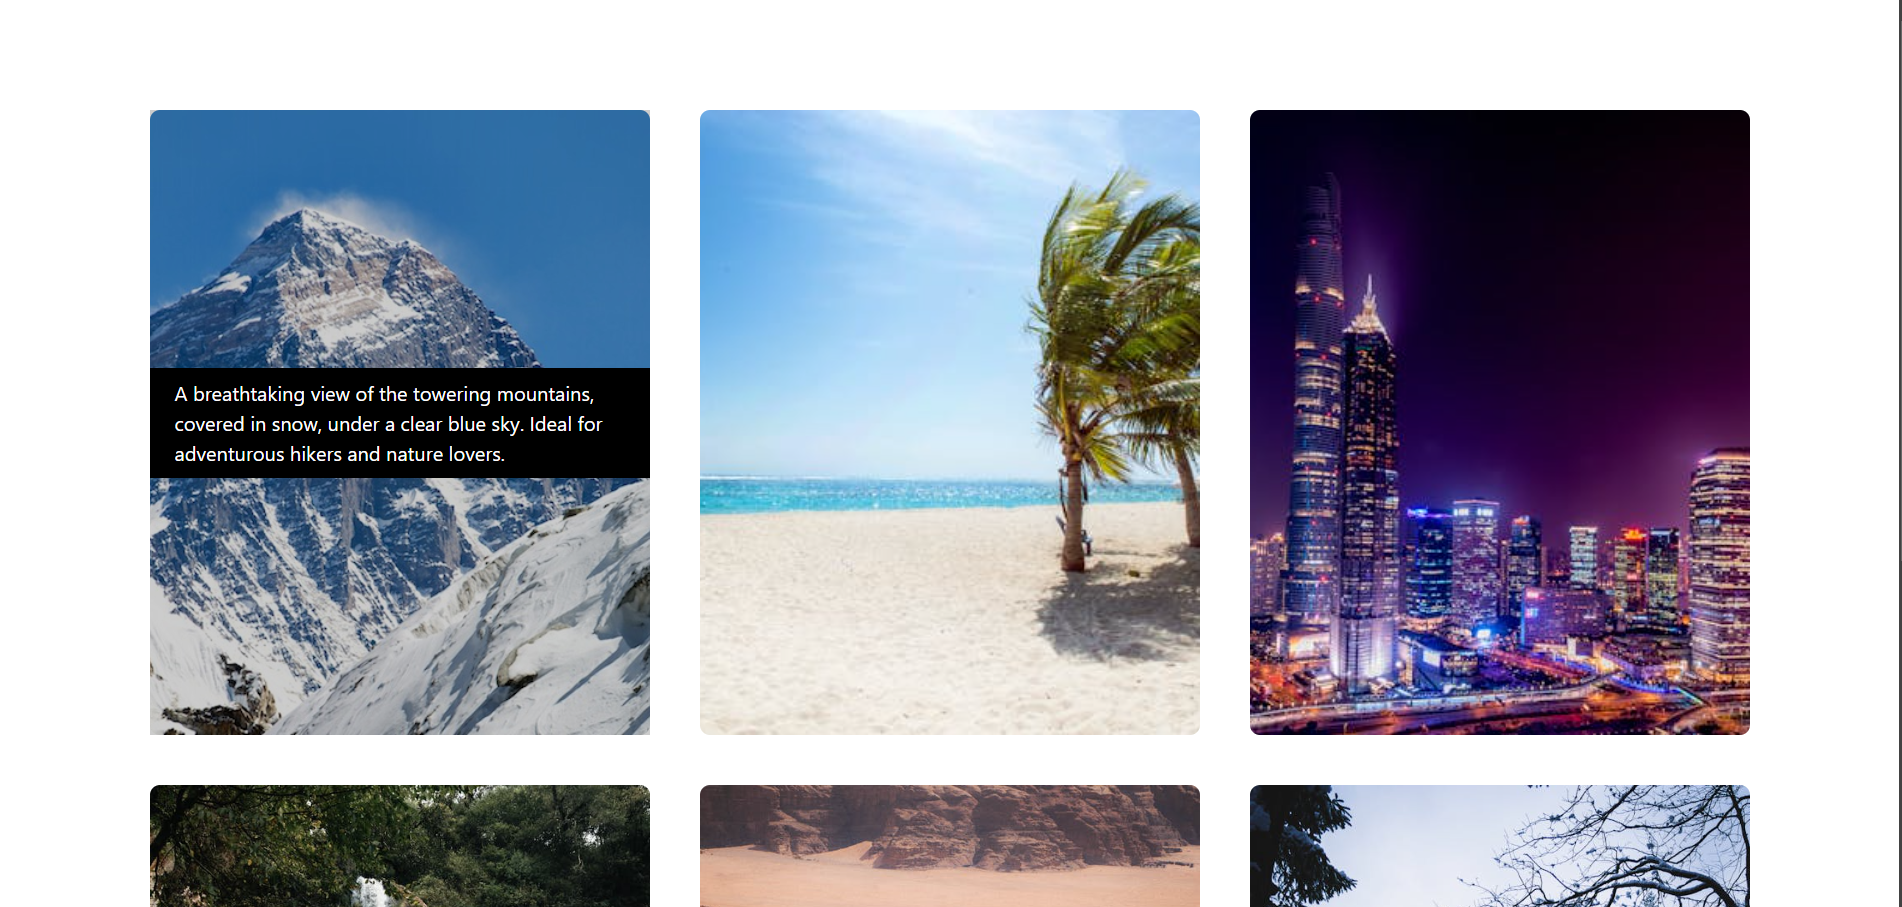 A breathtaking view of the towering mountains,
covered in snow, under a clear blue sky. Ideal for
adventurous hikers and nature lovers.